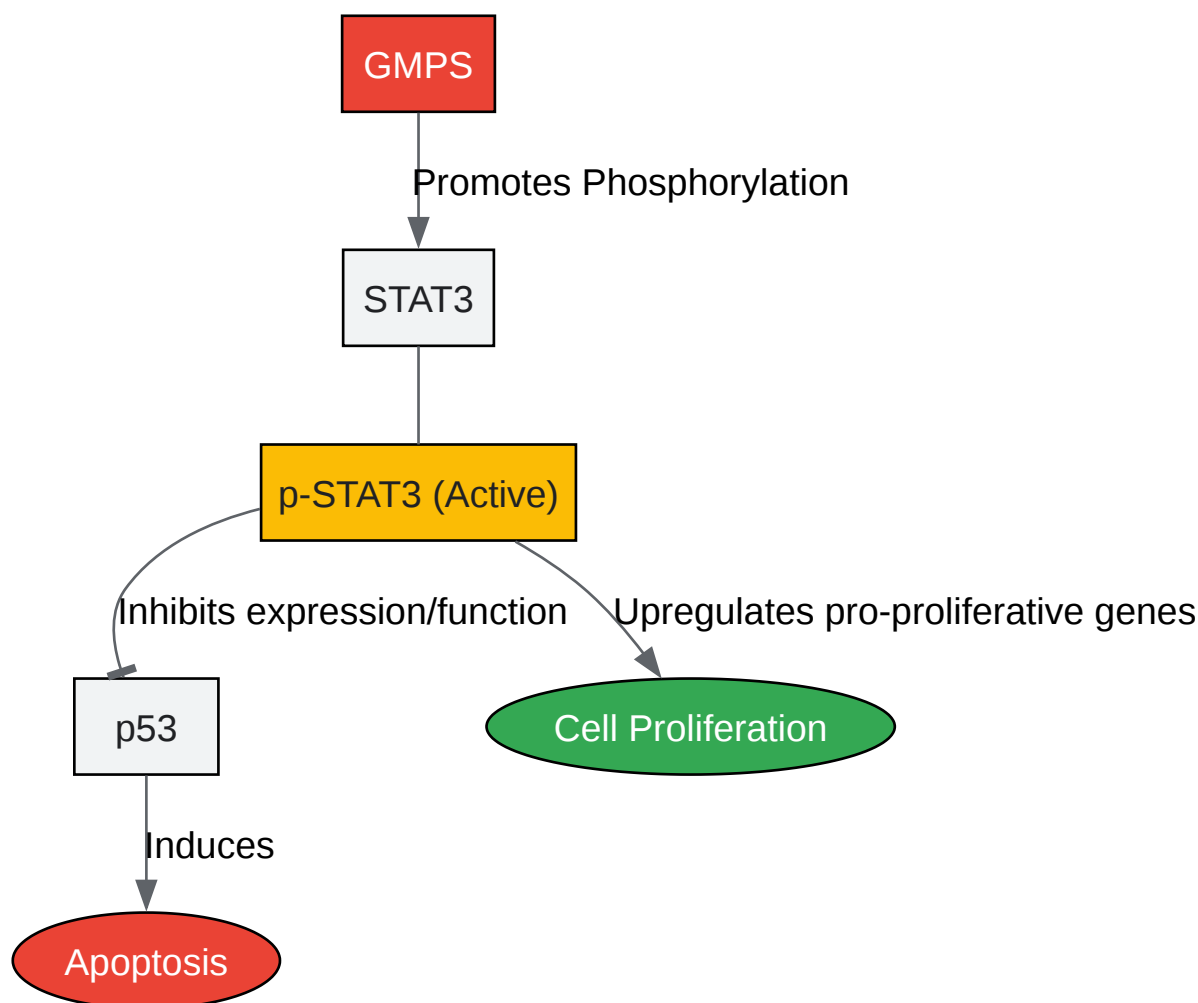 GMPS
Promotes Phosphorylation
STAT3
p-STAT3 (Active)
Inhibits expression/function
Upregulates pro-proliferative genes
p53
Cell Proliferation
Induces
Apoptosis